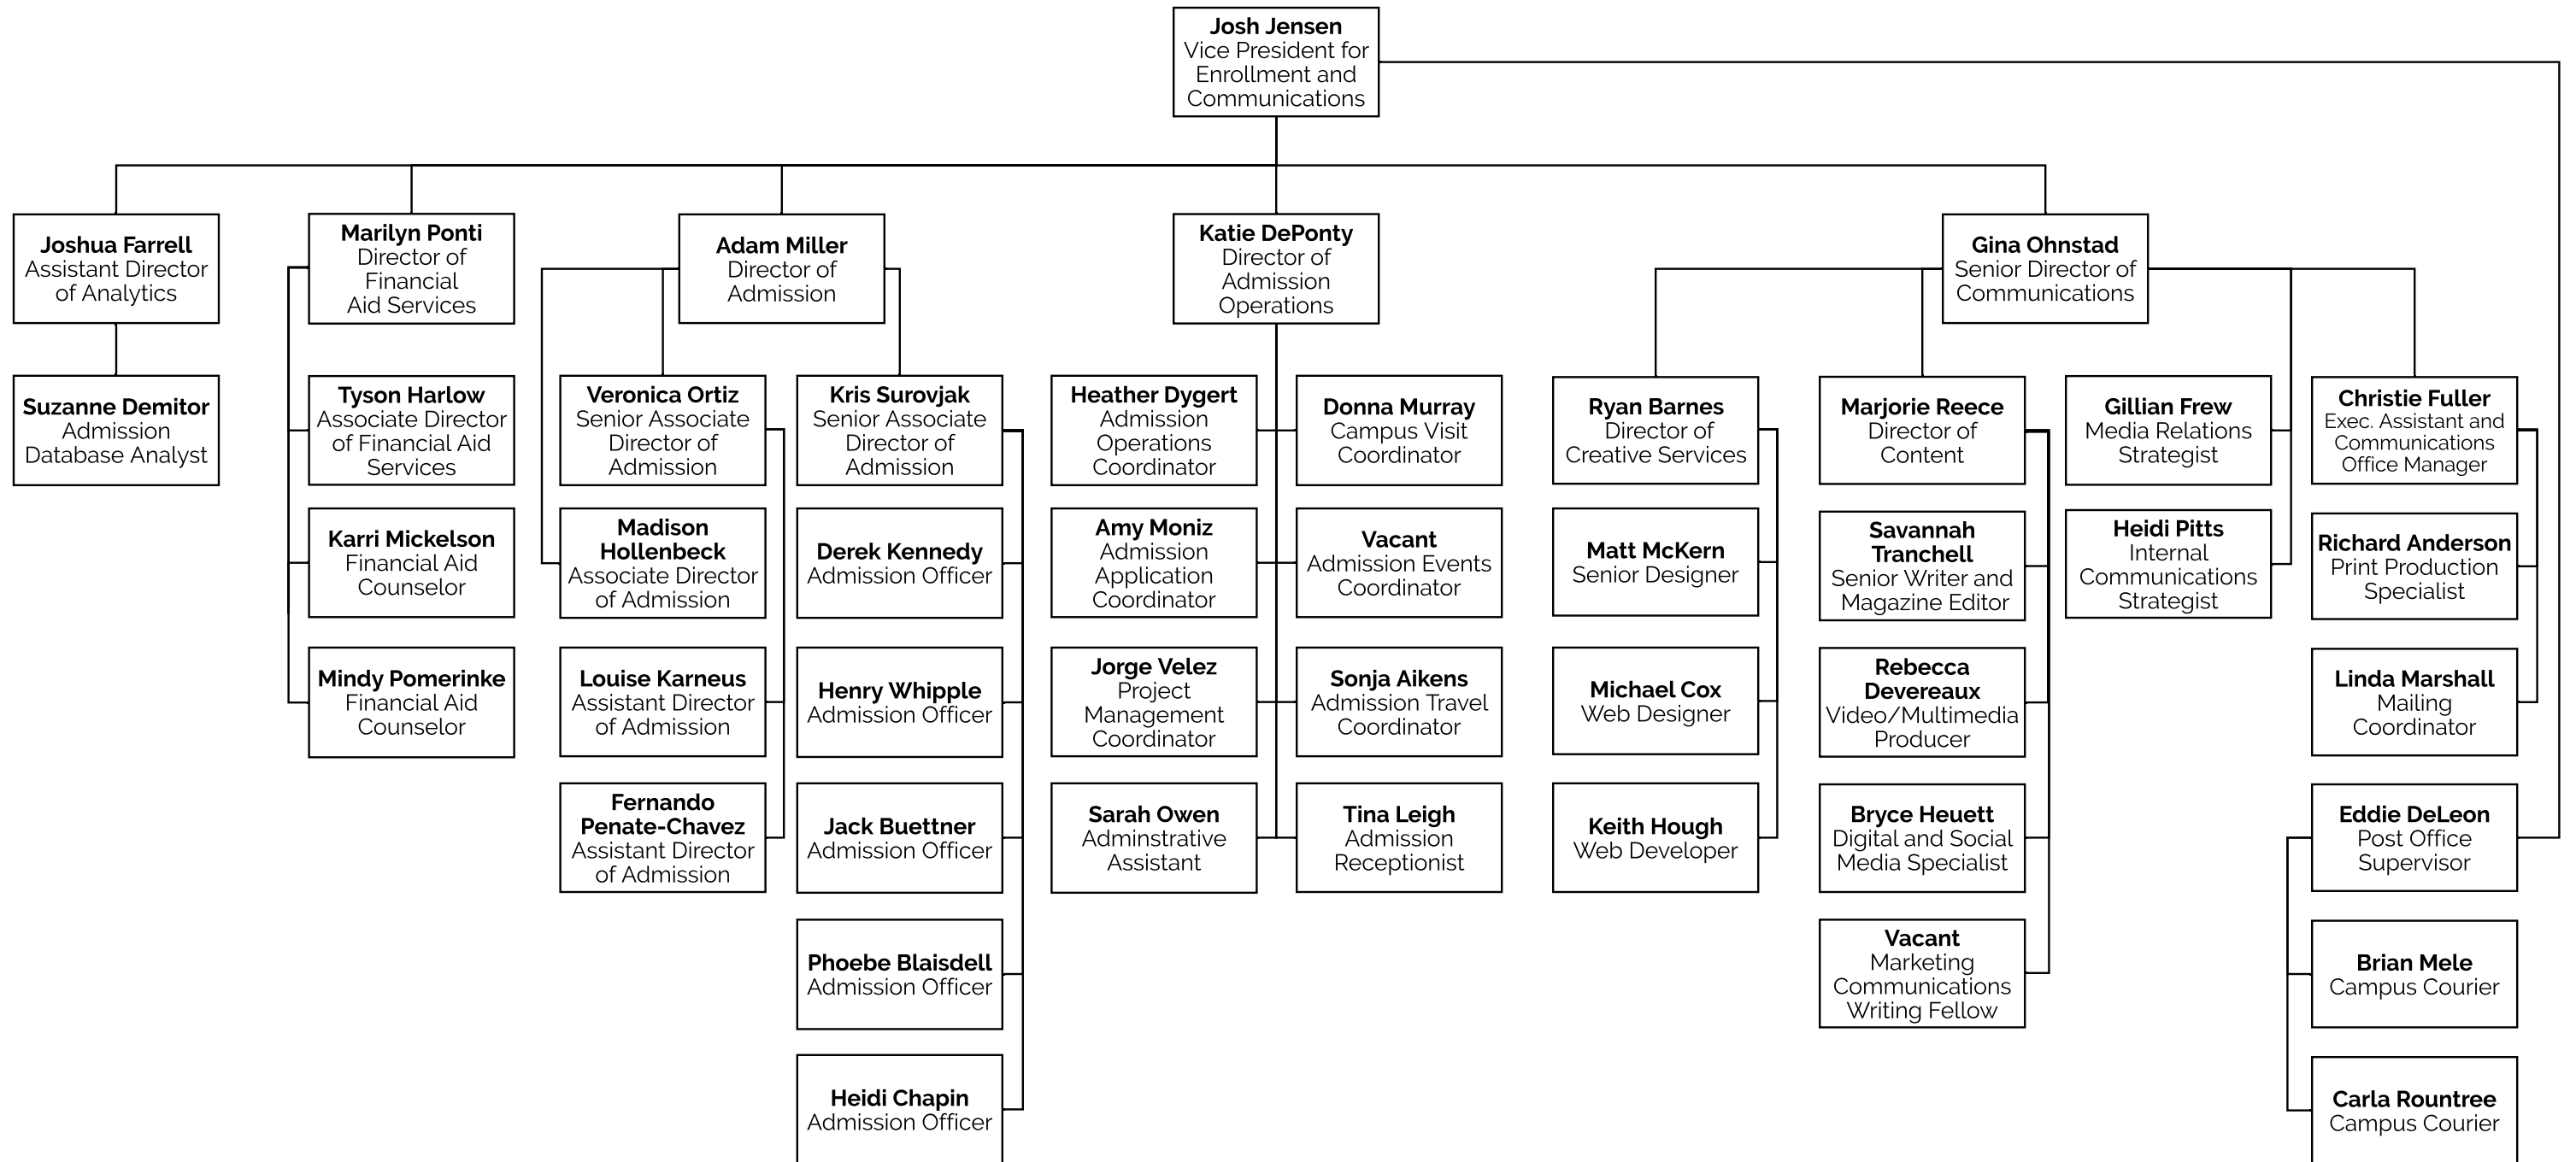 Josh Jensen
Vice President for
Enrollment and
Communications
Joshua Farrell
Assistant Director
of Analytics
Suzanne Demitor
Admission
Database Analyst
Marilyn Ponti
Director of
Financial
Aid Services
Tyson Harlow
Associate Director
of Financial Aid
Services
Karri Mickelson
Financial Aid
Counselor
Mindy Pomerinke
Financial Aid
Counselor
Adam Miller
Director of
Admission
Veronica Ortiz
Senior Associate
Director of
Admission
Madison
Hollenbeck
Associate Director
of Admission
Louise Karneus
Assistant Director
of Admission
Fernando
Penate-Chavez
Assistant Director
of Admission
Kris Surovjak
Senior Associate
Director of
Admission
Derek Kennedy
Admission Officer
Henry Whipple
Admission Officer
Jack Buettner
Admission Officer
Phoebe Blaisdell
Admission Officer
Heidi Chapin
Admission Officer
Katie DePonty
Director of
Admission
Operations
Heather Dygert
Admission
Operations
Coordinator
Amy Moniz
Admission
Application
Coordinator
Jorge Velez
Project
Management
Coordinator
Sarah Owen
Adminstrative
Assistant
Donna Murray
Campus Visit
Coordinator
Vacant
Admission Events
Coordinator
Sonja Aikens
Admission Travel
Coordinator
Tina Leigh
Admission
Receptionist
Gina Ohnstad
Senior Director of
Communications
Ryan Barnes
Director of
Creative Services
Matt McKern
Senior Designer
Michael Cox
Web Designer
Keith Hough
Web Developer
Marjorie Reece
Director of
Content
Savannah
Tranchell
Senior Writer and
Magazine Editor
Rebecca
Devereaux
Video/Multimedia
Producer
Bryce Heuett
Digital and Social
Media Specialist
Vacant
Marketing
Communications
Writing Fellow
Gillian Frew
Media Relations
Strategist
Heidi Pitts
Internal
Communications
Strategist
Christie Fuller
Exec. Assistant and
Communications
Office Manager
Richard Anderson
Print Production
Specialist
Linda Marshall
Mailing
Coordinator
Eddie DeLeon
Post Office
Supervisor
Brian Mele
Campus Courier
Carla Rountree
Campus Courier